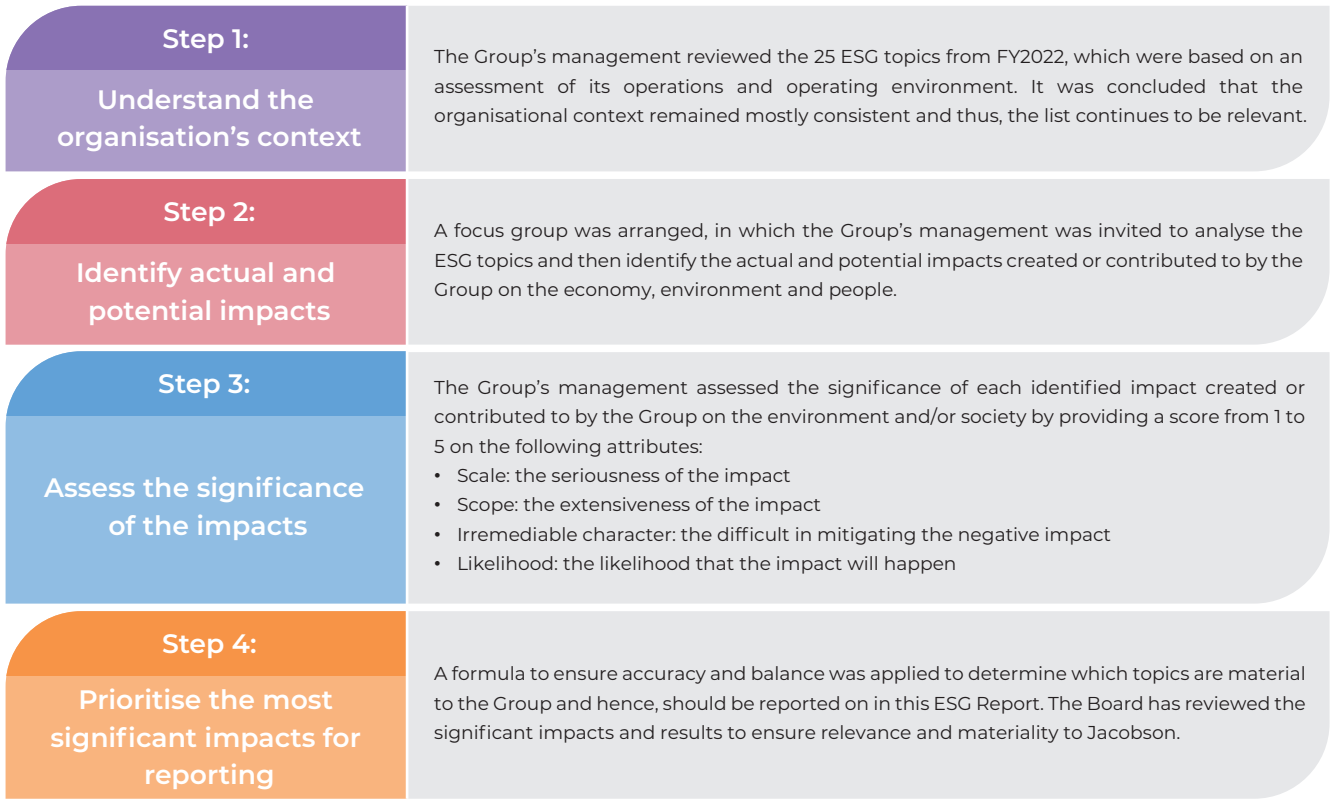 Step 1:
Understand the
organisation's context
The Group's management reviewed the 25 ESG topics from FY2022, which were based on an
assessment of its operations and operating environment. It was concluded that the
organisational context remained mostly consistent and thus, the list continues to be relevant.
Step 2:
Identify actual and
potential impacts
A focus group was arranged, in which the Group's management was invited to analyse the
ESG topics and then identify the actual and potential impacts created or contributed to by the
Group on the economy, environment and people.
Step 3:
Assess the significance
of the impacts
The Group's management assessed the significance of each identified impact created or
contributed to by the Group on the environment and/or society by providing a score from 1 to
5 on the following attributes:
• Scale: the seriousness of the impact
• Scope: the extensiveness of the impact
• Irremediable character: the difficult in mitigating the negative impact
• Likelihood: the likelihood that the impact will happen
Step 4:
Prioritise the most
significant impacts for
reporting
A formula to ensure accuracy and balance was applied to determine which topics are material
to the Group and hence, should be reported on in this ESG Report. The Board has reviewed the
significant impacts and results to ensure relevance and materiality to Jacobson.